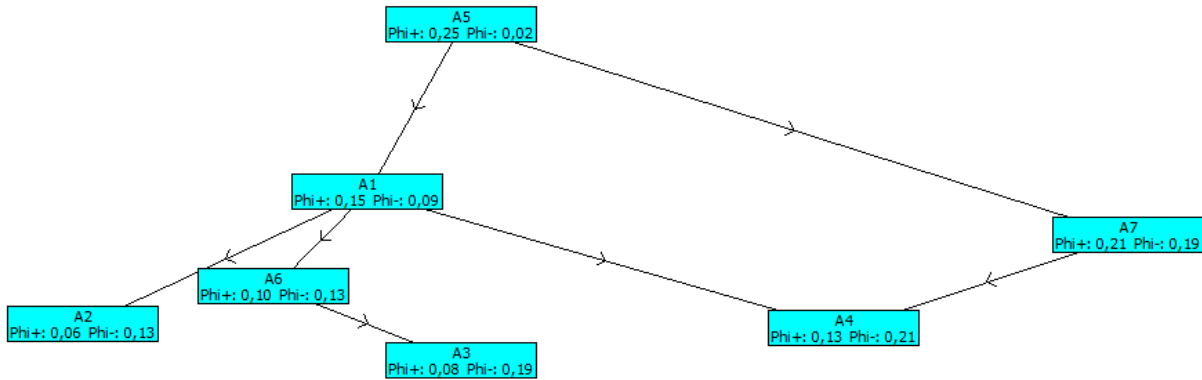 A5
Phi+: 0,25 Phi-: 0,02
A1
Phi+: 0,15 Phi-: 0,09
A7
Phi+: 0,21 Phi-: 0,19
A6
Phi+: 0,10 Phi-: 0,13
A2
Phi+: 0,06 Phi-: 0,13
A4
Phi+: 0,13 Phi-: 0,21
A3
Phi+: 0,08 Phi-: 0,19